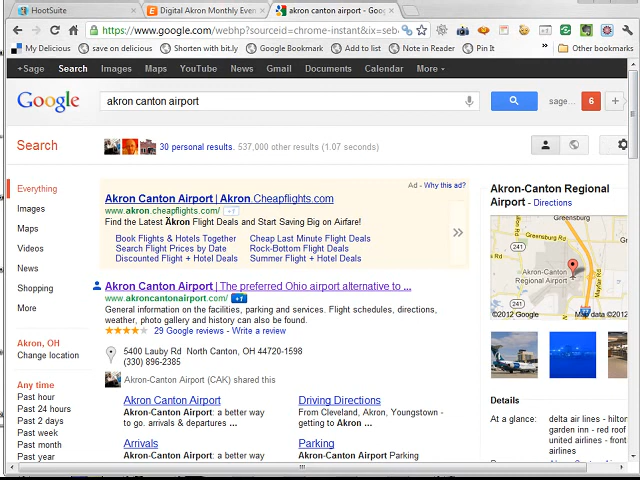 HootSuite
Digital Akron Monthly Even
akron canton airport - Goo
https://www.google.com/webhp?sourceid=chrome-instant&ix=seb
My Delicious
save on delicious
Shorten with bit.ly
Google Bookmark
Add to list
Note in Reader
Pin It
»
Other bookmarks
+Sage Search Images Maps YouTube News Gmail Documents Calendar More
Google
akron canton airport
sage...
6
+
Search
30 personal results. 537,000 other results (1.07 seconds)
Everything
Images
Maps
Videos
News
Shopping
More
Akron, OH
Change location
Any time
Past hour
Past 24 hours
Past 2 days
Past week
Past month
Past year
Ad - Why this ad?
Akron Canton Airport | Akron.Cheapflights.com
www.akron.cheapflights.com/ +1
Find the Latest Akron Flight Deals and Start Saving Big on Airfare!
Book Flights & Hotels Together Cheap Last Minute Flight Deals
Search Flight Prices by Date Rock-Bottom Flight Deals
Discounted Flight + Hotel Deals Summer Flight + Hotel Deals
»
Akron Canton Airport | The preferred Ohio airport alternative to ...
www.akroncantonairport.com/ +1
General information on the facilities, parking and services. Flight schedules, directions,
weather, photo gallery and history can also be found.
29 Google reviews - Write a review
5400 Lauby Rd North Canton, OH 44720-1598
(330) 896-2385
Akron-Canton Airport (CAK) shared this
Akron Canton Airport
Akron-Canton Airport: a better way
to go. arrivals & departures ...
Driving Directions
From Cleveland, Akron, Youngstown -
getting to Akron ...
Arrivals
Akron-Canton Airport: a better way
Parking
Akron-Canton Airport Parking
Akron-Canton Regional
Airport - Directions
Greensburg
Greensburg Rd
241
Akron-Canton
Regional Airport
Mayfair Rd
241
77
©2012 Google
Map data ©2012
Details
At a glance:
delta air lines - hilton
garden inn - red roof
united airlines - front
airlines